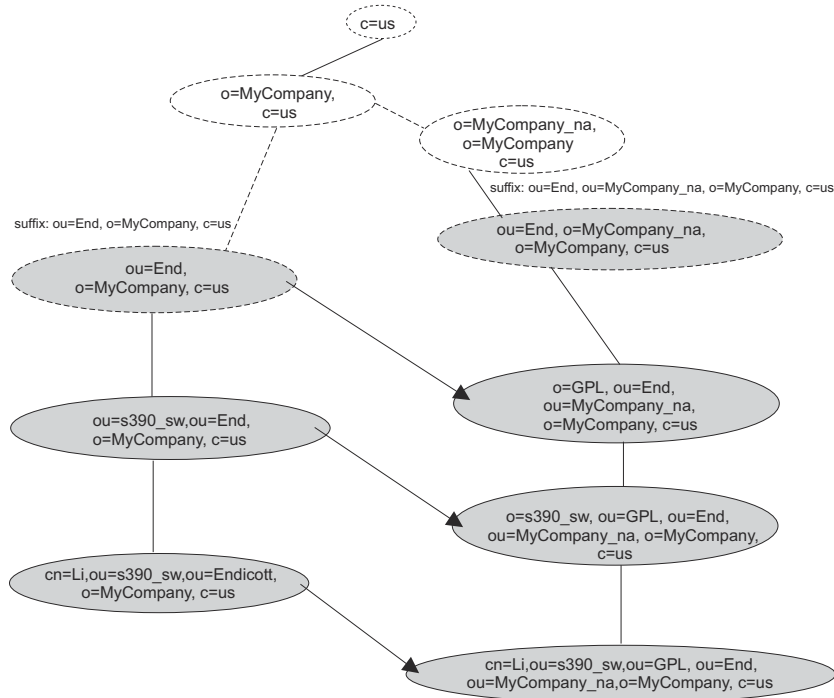 c=us
o=MyCompany,
c=us
o=MyCompany_na,
o=MyCompany
c=us
suffix: ou=End, ou=MyCompany_na, o=MyCompany, c=us
suffix: ou=End, o=MyCompany, c=us
ou=End, o=MyCompany_na,
o=MyCompany, c=us
ou=End,
o=MyCompany, c=us
o=GPL, ou=End,
ou=MyCompany_na,
o=MyCompany, c=us
ou=s390_sw,ou=End,
o=MyCompany, c=us
o=s390_sw, ou=GPL, ou=End,
ou=MyCompany_na, o=MyCompany,
c=us
cn=Li,ou=s390_sw,ou=Endicott,
o=MyCompany, c=us
cn=Li,ou=s390_sw,ou=GPL, ou=End,
ou=MyCompany_na,o=MyCompany, c=us